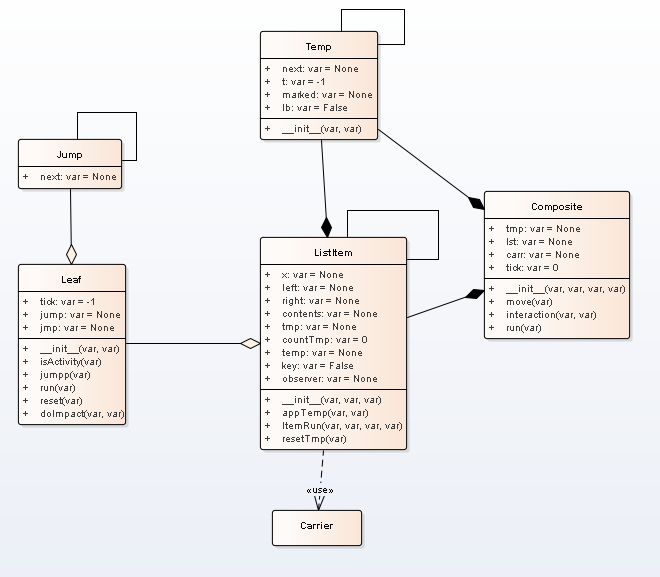 Temp
+ next: var = None
+ t: var = -1
+ marked: var = None
+ lb: var = False
+ __init__(var, var)
Jump
+ next: var = None
Composite
+ tmp: var = None
+ lst: var = None
+ carr: var = None
+ tick: var = 0
+ __init__(var, var, var, var)
+ move(var)
+ interaction(var, var)
+ run(var)
ListItem
+ x: var = None
+ left: var = None
+ right: var = None
+ contents: var = None
+ tmp: var = None
+ countTmp: var = 0
+ temp: var = None
+ key: var = False
+ observer: var = None
+ __init__(var, var, var)
+ appTemp(var, var)
+ ItemRun(var, var, var, var)
+ resetTmp(var)
Leaf
+ tick: var = -1
+ jump: var = None
+ jmp: var = None
+ __init__(var, var)
+ isActivity(var)
+ jumpp(var)
+ run(var)
+ reset(var)
+ doImpact(var, var)
«use»
Carrier